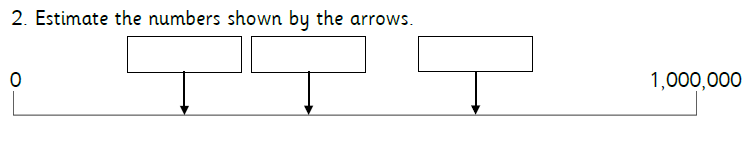 2. Estimate the numbers shown by the arrows.
0
1,000,000